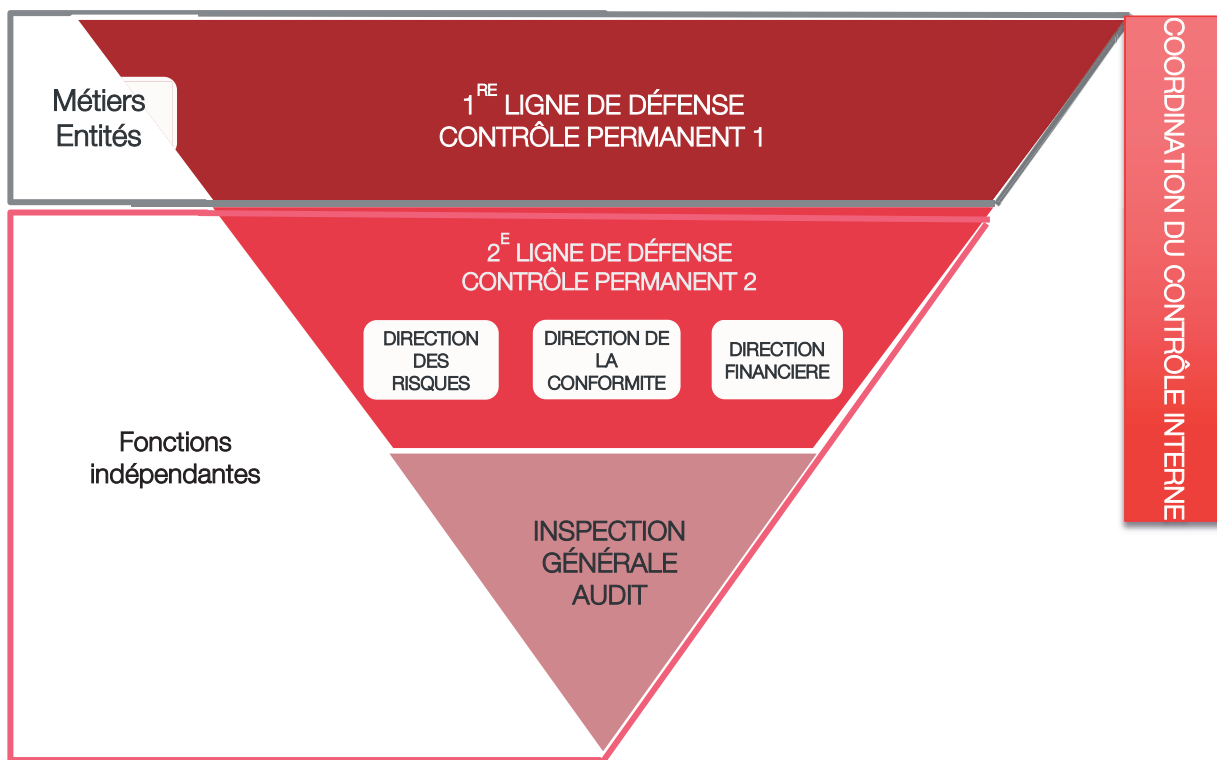 Métiers
Entités
1RE LIGNE DE DÉFENSE
CONTRÔLE PERMANENT 1
2E LIGNE DE DÉFENSE
CONTRÔLE PERMANENT 2
DIRECTION
DES
RISQUES
DIRECTION DE
LA
CONFORMITE
DIRECTION
FINANCIERE
Fonctions
indépendantes
INSPECTION
GÉNÉRALE
AUDIT
COORDINATION DU CONTRÔLE INTERNE